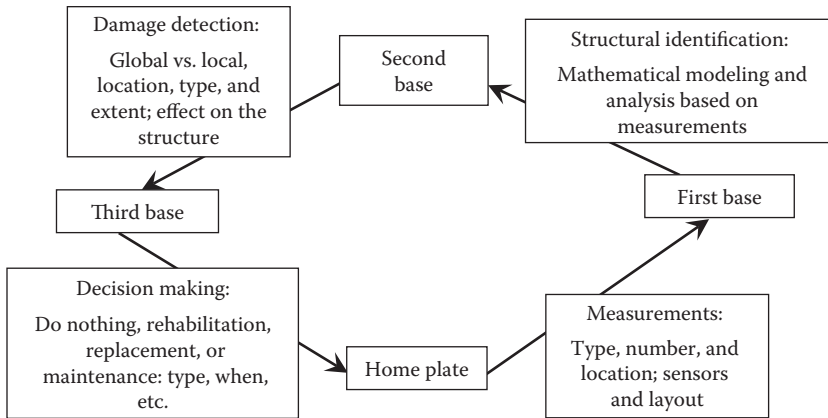 Damage detection:
Global vs. local,
location, type, and
extent; effect on the
structure
Second
base
Structural identification:
Mathematical modeling and
analysis based on
measurements
Third base
First base
Decision making:
Do nothing, rehabilitation,
replacement, or
maintenance: type, when,
etc.
Home plate
Measurements:
Type, number, and
location; sensors
and layout